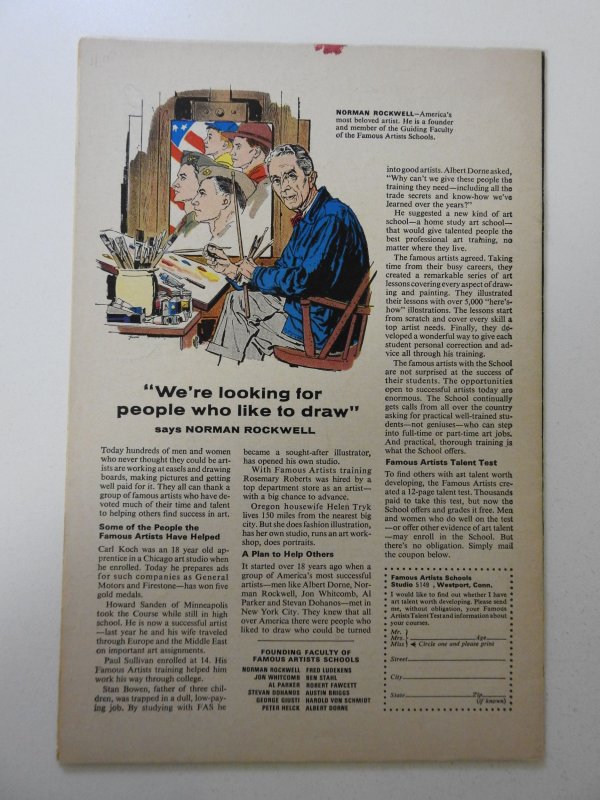 NORMAN ROCKWELL—America's
most beloved artist. He is a founder
and member of the Guiding Faculty
of the Famous Artists Schools.
"We're looking for
people who like to draw"
says NORMAN ROCKWELL
Today hundreds of men and women
who never thought they could be art-
ists are working at easels and drawing
boards, making pictures and getting
well paid for it. They all can thank a
group of famous artists who have de-
voted much of their time and talent
to helping others find success in art.
Some of the People the
Famous Artists Have Helped
Carl Koch was an 18 year old ap-
prentice in a Chicago art studio when
he enrolled. Today he prepares ads
for such companies as General
Motors and Firestone—has won five
gold medals.
Howard Sanden of Minneapolis
took the Course while still in high
school. He is now a successful artist
—last year he and his wife traveled
through Europe and the Middle East
on important art assignments.
Paul Sullivan enrolled at 14. His
Famous Artists training helped him
work his way through college.
Stan Bowen, father of three chil-
dren, was trapped in a dull, low-pay-
ing job. By studying with FAS he
became a sought-after illustrator,
has opened his own studio.
With Famous Artists training
Rosemary Roberts was hired by a
top department store as an artist—
with a big chance to advance.
Oregon housewife Helen Tryk
lives 150 miles from the nearest big
city. But she does fashion illustration,
has her own studio, runs an art work-
shop, does portraits.
A Plan to Help Others
It started over 18 years ago when a
group of America's most successful
artists—men like Albert Dorne, Nor-
man Rockwell, Jon Whitcomb, Al
Parker and Stevan Dohanos—met in
New York City. They knew that all
over America there were people who
liked to draw who could be turned
FOUNDING FACULTY OF
FAMOUS ARTISTS SCHOOLS
NORMAN ROCKWELL FRED LUDEKENS
JON WHITCOMB BEN STAHL
AL PARKER ROBERT FAWCETT
STEVAN DOHANOS AUSTIN BRIGGS
GEORGE GIUSTI HAROLD VON SCHMIDT
PETER HELCK ALBERT DORNE
into good artists. Albert Dorne asked,
"Why can't we give these people the
training they need—including all the
trade secrets and know-how we've
learned over the years?"
He suggested a new kind of art
school—a home study art school—
that would give talented people the
best professional art training, no
matter where they live.
The famous artists agreed. Taking
time from their busy careers, they
created a remarkable series of art
lessons covering every aspect of draw-
ing and painting. They illustrated
their lessons with over 5,000 "here's-
how" illustrations. The lessons start
from scratch and cover every skill a
top artist needs. Finally, they de-
veloped a wonderful way to give each
student personal correction and ad-
vice all through his training.
The famous artists with the School
are not surprised at the success of
their students. The opportunities
open to successful artists today are
enormous. The School continually
gets calls from all over the country
asking for practical well-trained stu-
dents—not geniuses—who can step
into full-time or part-time art jobs.
And practical, thorough training is
what the School offers.
Famous Artists Talent Test
To find others with art talent worth
developing, the Famous Artists cre-
ated a 12-page talent test. Thousands
paid to take this test, but now the
School offers and grades it free. Men
and women who do well on the test
—or offer other evidence of art talent
—may enroll in the School. But
there's no obligation. Simply mail
the coupon below.
Famous Artists Schools
Studio 5149, Westport, Conn.
I would like to find out whether I have
art talent worth developing. Please send
me, without obligation, your Famous
Artists Talent Test and information about
your courses.
Mr.
Mrs. Age
Miss Circle one and please print
Street
City
State Zip
(if known)